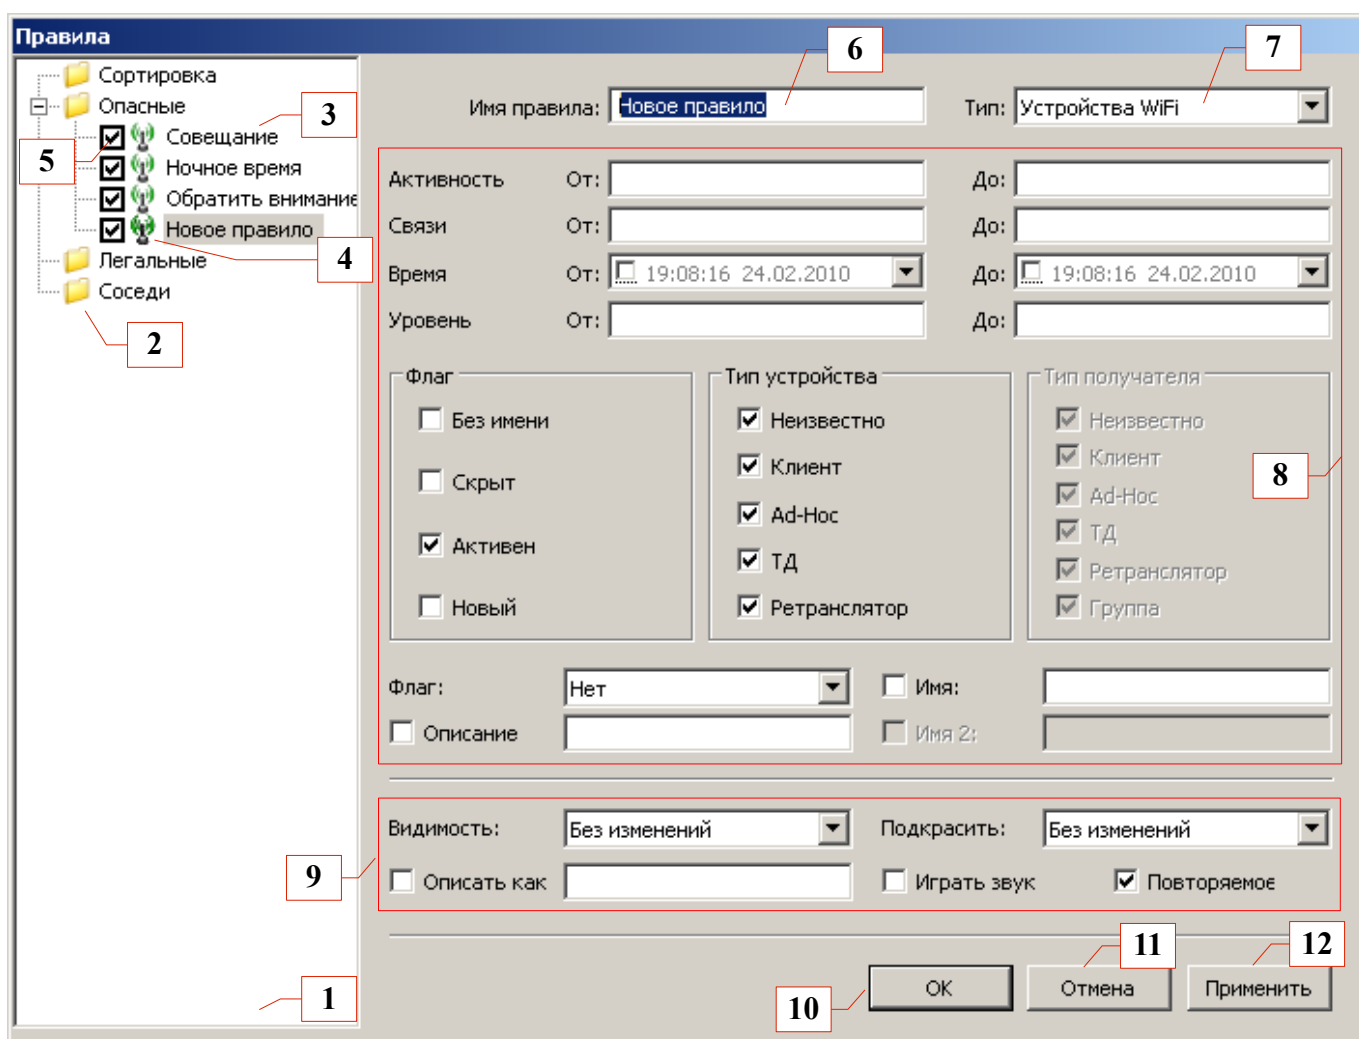 Правила
Сортировка
Опасные
Совещание
Ночное время
Обратить внимание
Новое правило
Легальные
Соседи
1
2
3
4
5
6
7
Имя правила: Новое правило Тип: Устройства WiFi
Активность От: До:
Связи От: До:
Время От: 19:08:16 24.02.2010 До: 19:08:16 24.02.2010
Уровень От: До:
Флаг
Без имени
Скрыт
Активен
Новый
Тип устройства
Неизвестно
Клиент
Ad-Hoc
ТД
Ретранслятор
Тип получателя
Неизвестно
Клиент
Ad-Hoc
ТД
Ретранслятор
Группа
8
Флаг: Нет Имя:
Описание Имя 2:
Видимость: Без изменений Подкрасить: Без изменений
9
Описать как Играть звук Повторяемое
10
11
12
OK Отмена Применить